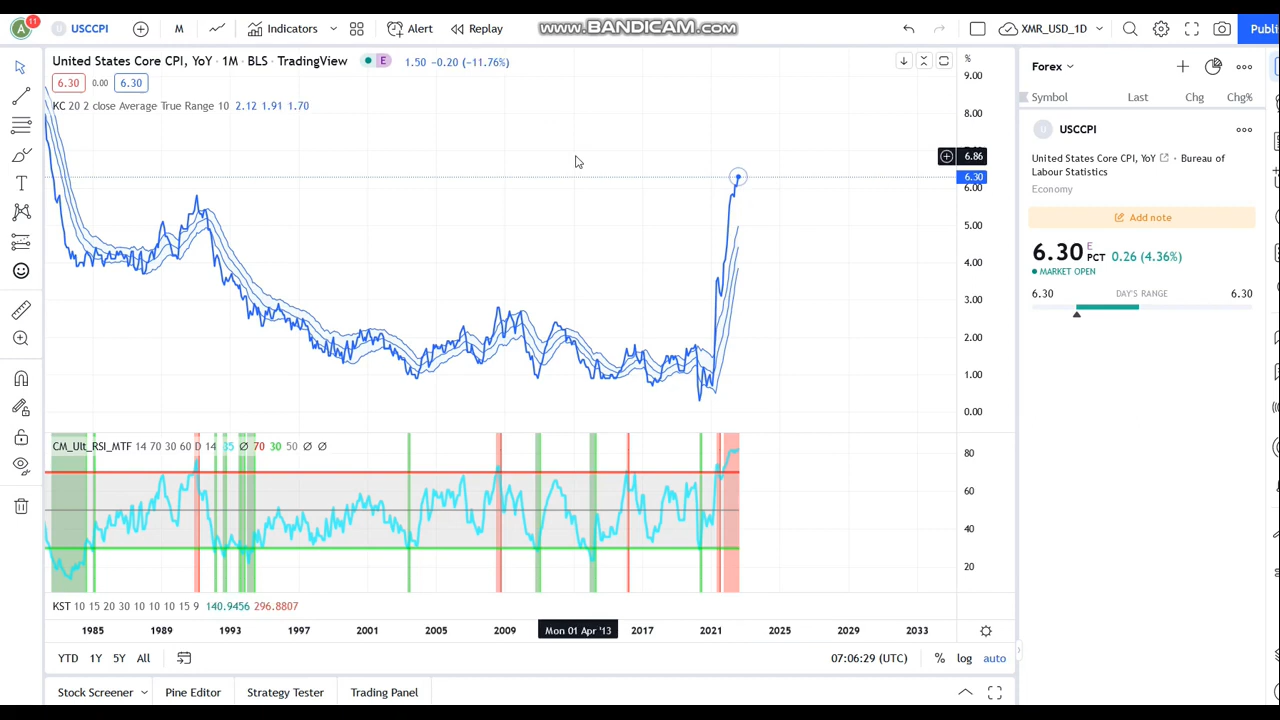 A 11 U USCCPI M Indicators Alert Replay www.BANDICAM.com XMR_USD_1D Publi
United States Core CPI, YoY · 1M · BLS · TradingView E 1.50 −0.20 (−11.76%)
6.30 0.00 6.30
KC 20 2 close Average True Range 10 2.12 1.91 1.70
%
9.00
8.00
6.86
6.30
6.00
5.00
4.00
3.00
2.00
1.00
0.00
CM_Ult_RSI_MTF 14 70 30 60 D 14 35 Ø 70 30 50 Ø Ø
80
60
40
20
KST 10 15 20 30 10 10 10 15 9 140.9456 296.8807
1985 1989 1993 1997 2001 2005 2009 Mon 01 Apr '13 2017 2021 2025 2029 2033
YTD 1Y 5Y All 07:06:29 (UTC) % log auto
Stock Screener Pine Editor Strategy Tester Trading Panel
Forex
Symbol Last Chg Chg%
U USCCPI
United States Core CPI, YoY · Bureau of
Labour Statistics
Economy
Add note
6.30 E PCT 0.26 (4.36%)
MARKET OPEN
6.30 DAY'S RANGE 6.30